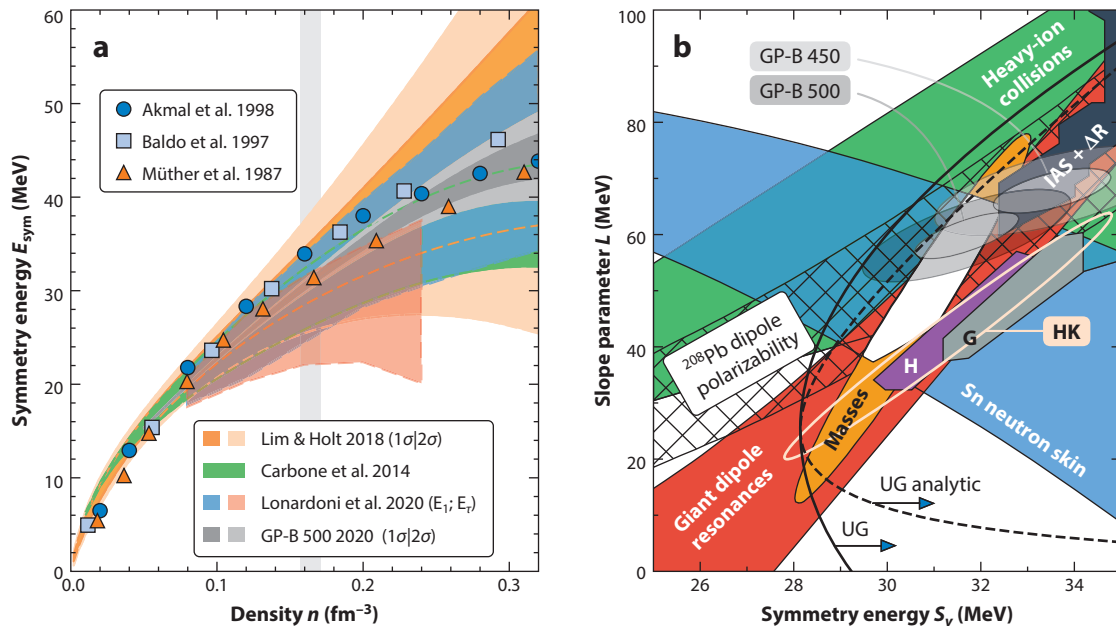 a
Symmetry energy E_sym (MeV)
60
50
40
30
20
10
0
0.0
0.1
0.2
0.3
Density n (fm⁻³)
Akmal et al. 1998
Baldo et al. 1997
Müther et al. 1987
Lim & Holt 2018 (1σ|2σ)
Carbone et al. 2014
Lonardoni et al. 2020 (E₁; E_τ)
GP-B 500 2020 (1σ|2σ)
b
Slope parameter L (MeV)
100
80
60
40
20
0
26
28
30
32
34
Symmetry energy S_v (MeV)
GP-B 450
GP-B 500
Heavy-ion
collisions
IAS + ΔR
²⁰⁸Pb dipole
polarizability
H
G
HK
Masses
Sn neutron skin
Giant dipole
resonances
UG analytic
UG